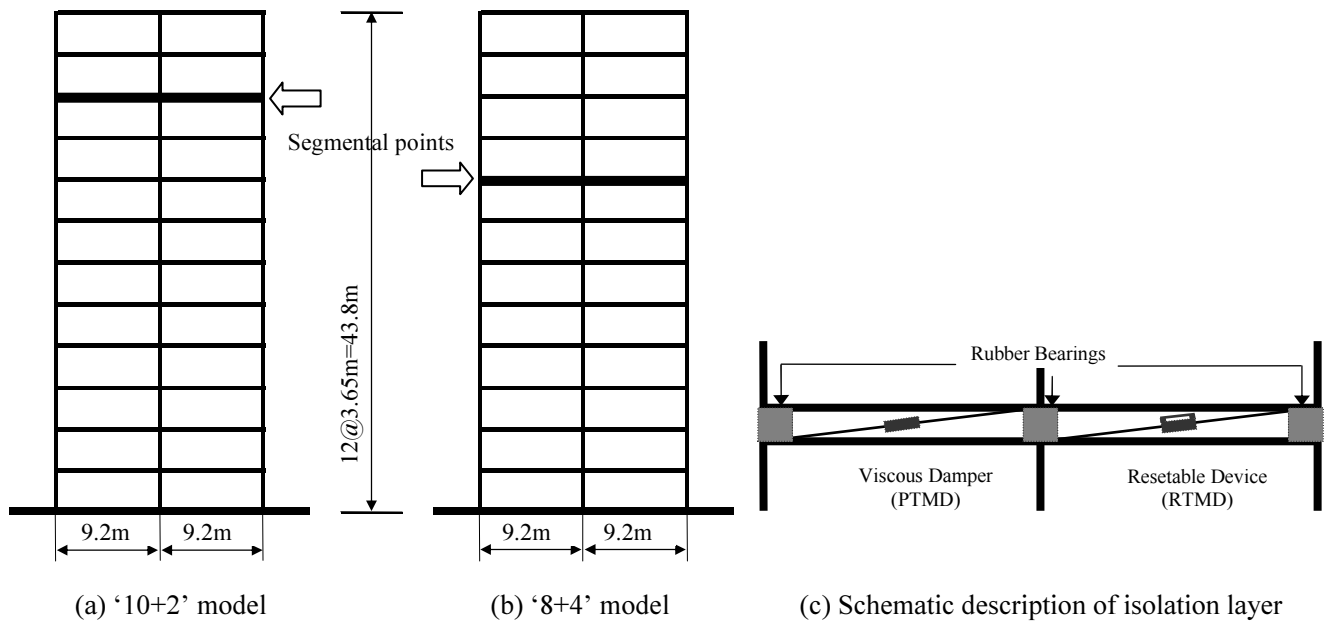 Segmental points
12@3.65m=43.8m
9.2m 9.2m
9.2m 9.2m
Rubber Bearings
Viscous Damper
(PTMD)
Resetable Device
(RTMD)
(a) ‘10+2’ model
(b) ‘8+4’ model
(c) Schematic description of isolation layer